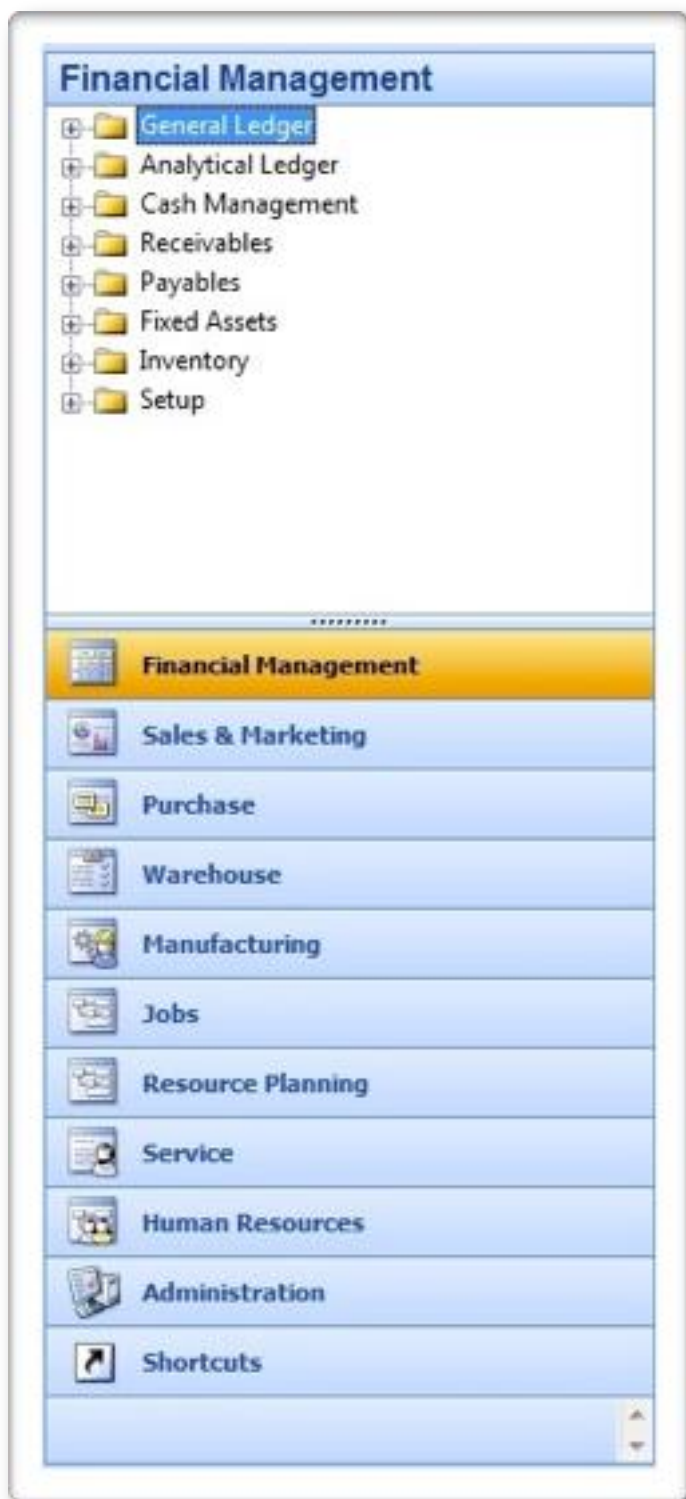 Financial Management
General Ledger
Analytical Ledger
Cash Management
Receivables
Payables
Fixed Assets
Inventory
Setup
Financial Management
Sales & Marketing
Purchase
Warehouse
Manufacturing
Jobs
Resource Planning
Service
Human Resources
Administration
Shortcuts